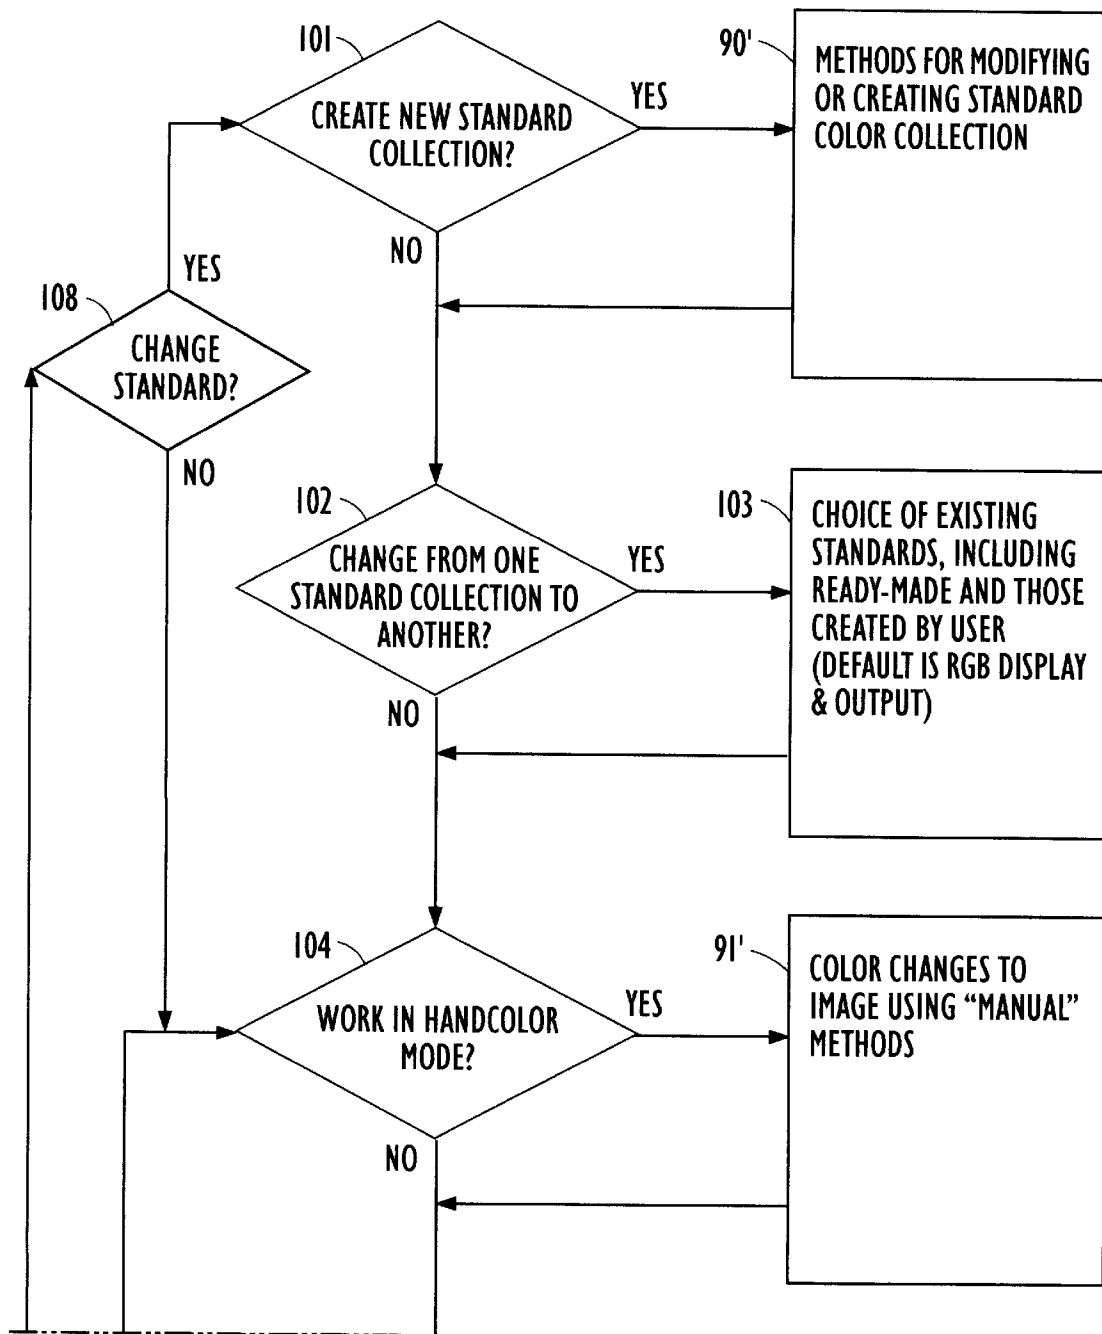 101
CREATE NEW STANDARD
COLLECTION?
YES
NO
90'
METHODS FOR MODIFYING
OR CREATING STANDARD
COLOR COLLECTION
108
YES
CHANGE
STANDARD?
NO
102
CHANGE FROM ONE
STANDARD COLLECTION TO
ANOTHER?
YES
NO
103
CHOICE OF EXISTING
STANDARDS, INCLUDING
READY-MADE AND THOSE
CREATED BY USER
(DEFAULT IS RGB DISPLAY
& OUTPUT)
104
WORK IN HANDCOLOR
MODE?
YES
NO
91'
COLOR CHANGES TO
IMAGE USING “MANUAL”
METHODS